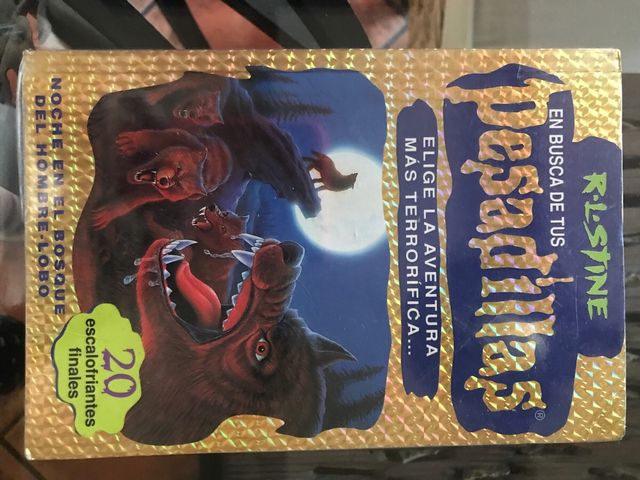 R.L. STINE
EN BUSCA DE TUS
pesadillas®
ELIGE LA AVENTURA
MÁS TERRORÍFICA...
20
escalofriantes
finales
NOCHE EN EL BOSQUE
DEL HOMBRE-LOBO